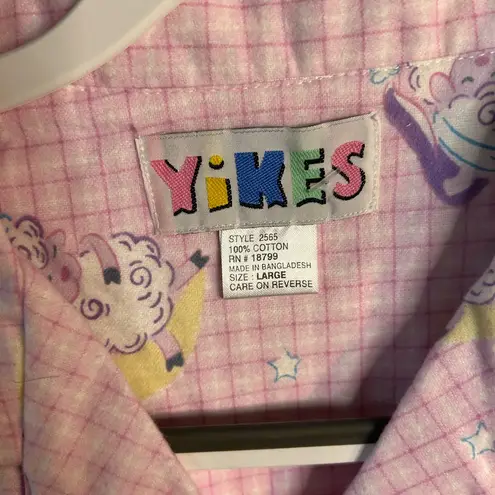 YiKES
STYLE 2565
100% COTTON
RN # 18799
MADE IN BANGLADESH
SIZE : LARGE
CARE ON REVERSE